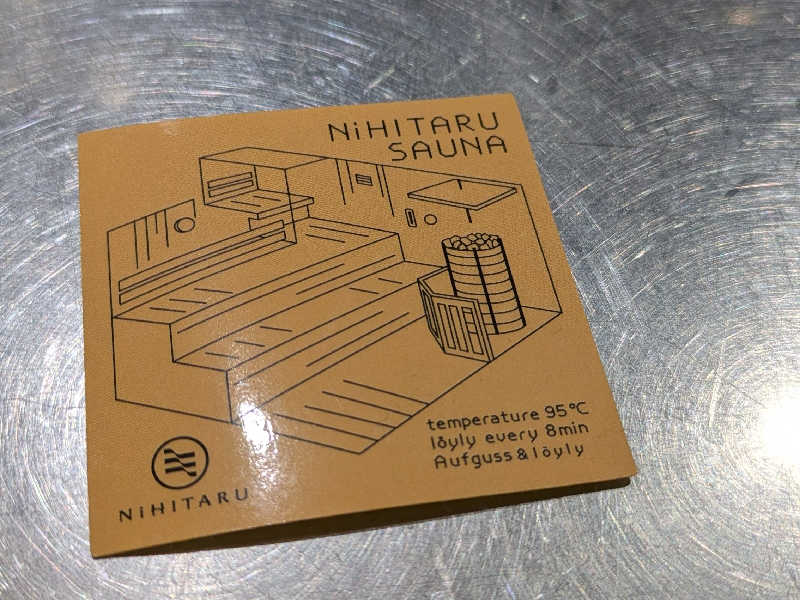 NiHITARU
SAUNA
temperature 95℃
löyly every 8min
Aufguss & löyly
NiHITARU